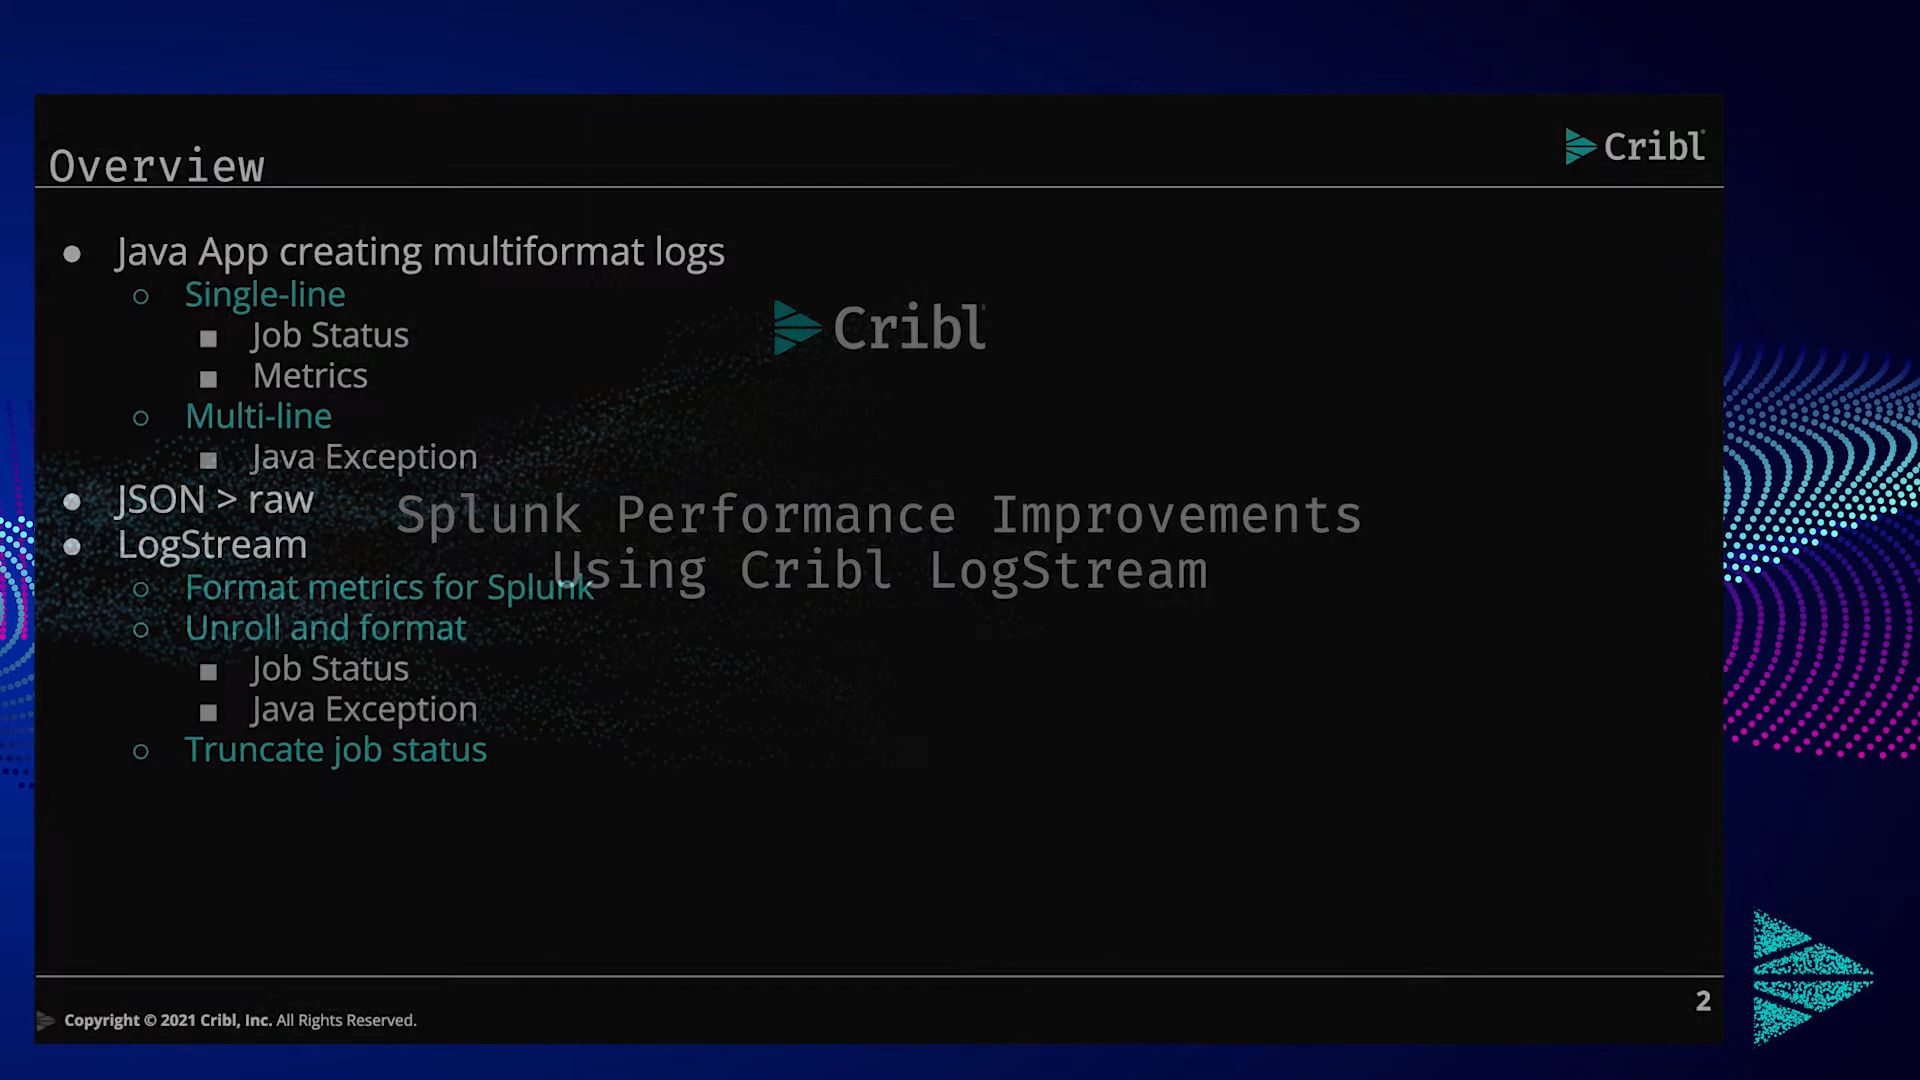 Overview
Cribl
● Java App creating multiformat logs
○ Single-line
■ Job Status
■ Metrics
○ Multi-line
■ Java Exception
● JSON > raw
● LogStream
○ Format metrics for Splunk
○ Unroll and format
■ Job Status
■ Java Exception
○ Truncate job status
Cribl
Splunk Performance Improvements
Using Cribl LogStream
Copyright © 2021 Cribl, Inc. All Rights Reserved.
2